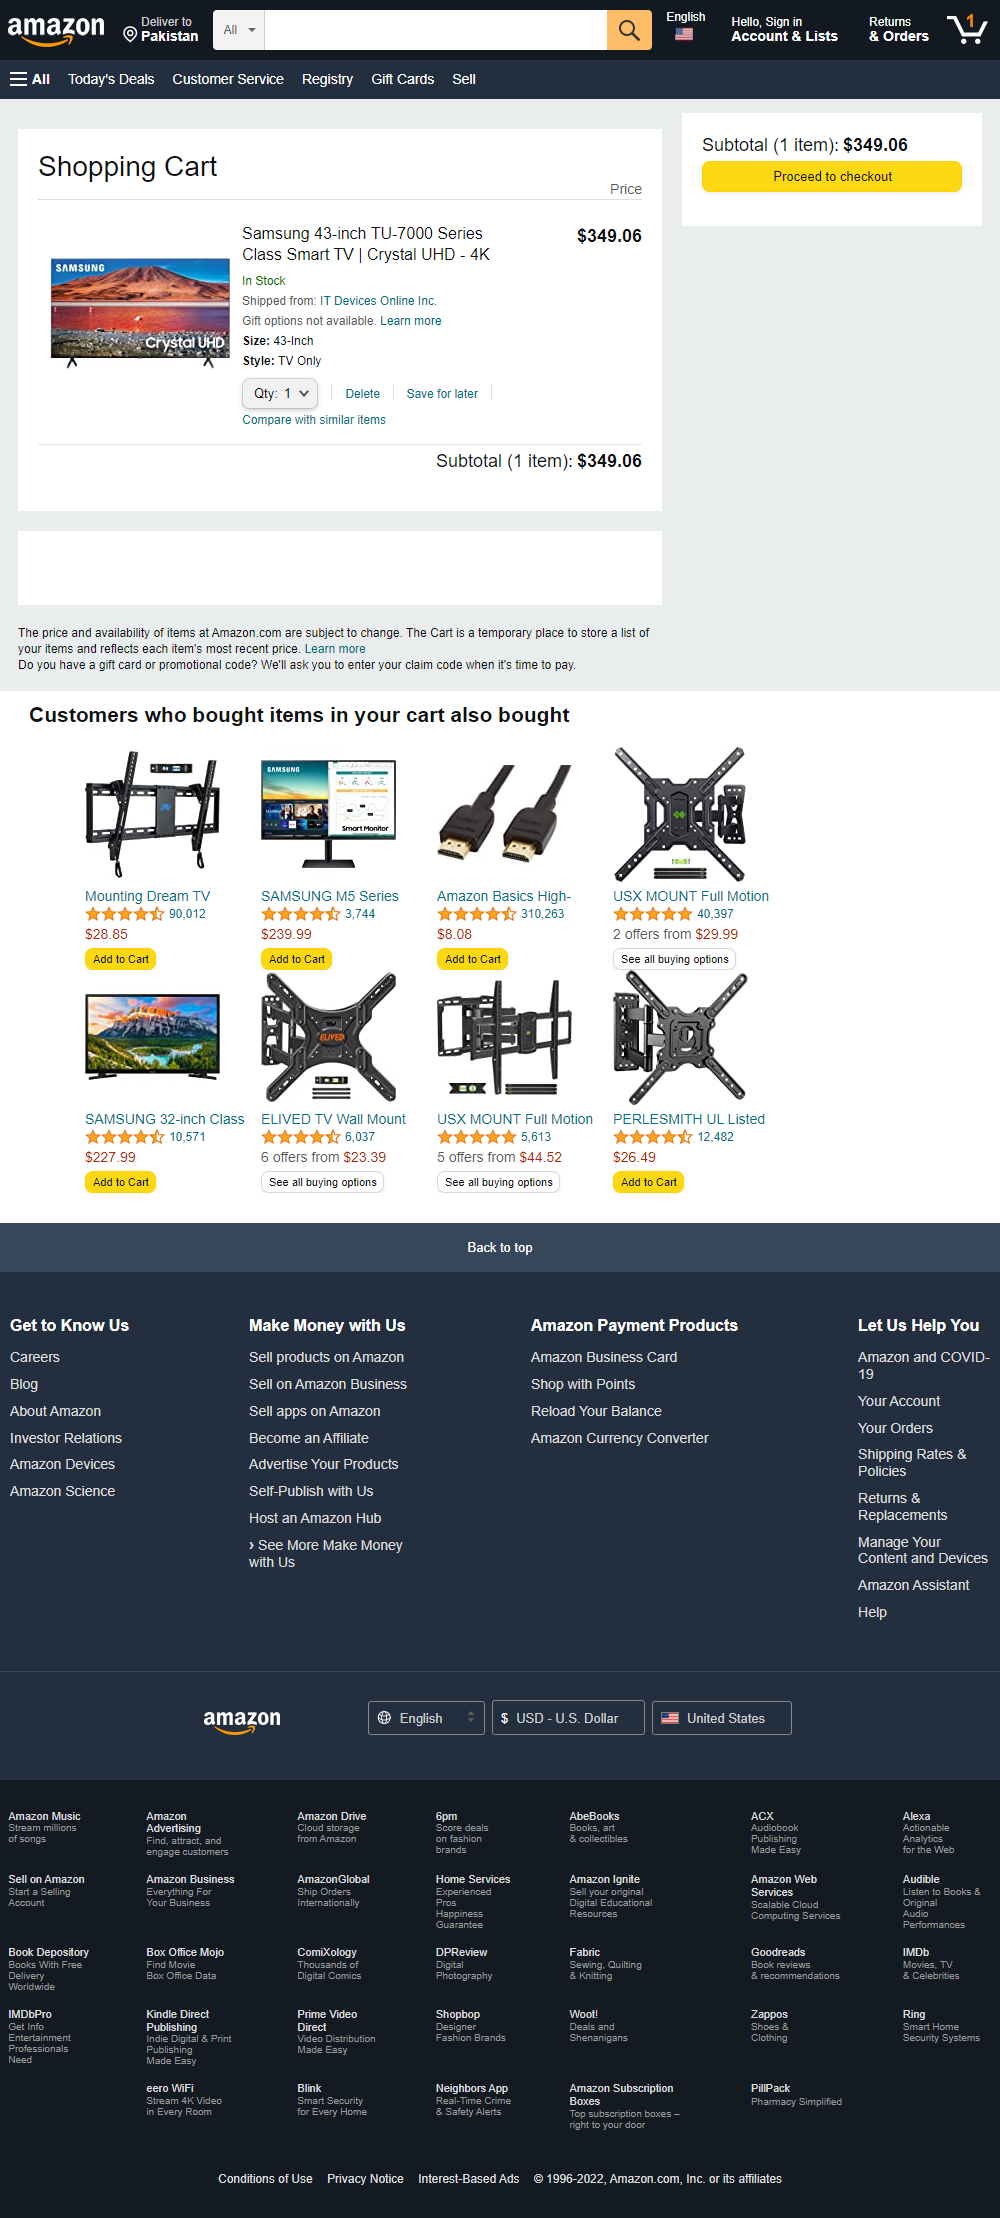 amazon
Deliver to
Pakistan
All
English
Hello, Sign in
Account & Lists
Returns
& Orders
1
All
Today's Deals
Customer Service
Registry
Gift Cards
Sell
Shopping Cart
Price
SAMSUNG
Crystal UHD
Samsung 43-inch TU-7000 Series
Class Smart TV | Crystal UHD - 4K
$349.06
In Stock
Shipped from: IT Devices Online Inc.
Gift options not available. Learn more
Size: 43-Inch
Style: TV Only
Qty: 1
Delete
Save for later
Compare with similar items
Subtotal (1 item): $349.06
Subtotal (1 item): $349.06
Proceed to checkout
The price and availability of items at Amazon.com are subject to change. The Cart is a temporary place to store a list of
your items and reflects each item's most recent price. Learn more
Do you have a gift card or promotional code? We'll ask you to enter your claim code when it's time to pay.
Customers who bought items in your cart also bought
Mounting Dream TV
90,012
$28.85
Add to Cart
SAMSUNG
Smart Monitor
SAMSUNG M5 Series
3,744
$239.99
Add to Cart
Amazon Basics High-
310,263
$8.08
Add to Cart
USX MOUNT Full Motion
40,397
2 offers from $29.99
See all buying options
SAMSUNG 32-inch Class
10,571
$227.99
Add to Cart
ELIVED
ELIVED TV Wall Mount
6,037
6 offers from $23.39
See all buying options
USX MOUNT Full Motion
5,613
5 offers from $44.52
See all buying options
PERLESMITH UL Listed
12,482
$26.49
Add to Cart
Back to top
Get to Know Us
Careers
Blog
About Amazon
Investor Relations
Amazon Devices
Amazon Science
Make Money with Us
Sell products on Amazon
Sell on Amazon Business
Sell apps on Amazon
Become an Affiliate
Advertise Your Products
Self-Publish with Us
Host an Amazon Hub
› See More Make Money
with Us
Amazon Payment Products
Amazon Business Card
Shop with Points
Reload Your Balance
Amazon Currency Converter
Let Us Help You
Amazon and COVID-
19
Your Account
Your Orders
Shipping Rates &
Policies
Returns &
Replacements
Manage Your
Content and Devices
Amazon Assistant
Help
amazon
English
$ USD - U.S. Dollar
United States
Amazon Music
Stream millions
of songs
Amazon
Advertising
Find, attract, and
engage customers
Amazon Drive
Cloud storage
from Amazon
6pm
Score deals
on fashion
brands
AbeBooks
Books, art
& collectibles
ACX
Audiobook
Publishing
Made Easy
Alexa
Actionable
Analytics
for the Web
Sell on Amazon
Start a Selling
Account
Amazon Business
Everything For
Your Business
AmazonGlobal
Ship Orders
Internationally
Home Services
Experienced
Pros
Happiness
Guarantee
Amazon Ignite
Sell your original
Digital Educational
Resources
Amazon Web
Services
Scalable Cloud
Computing Services
Audible
Listen to Books &
Original
Audio
Performances
Book Depository
Books With Free
Delivery
Worldwide
Box Office Mojo
Find Movie
Box Office Data
ComiXology
Thousands of
Digital Comics
DPReview
Digital
Photography
Fabric
Sewing, Quilting
& Knitting
Goodreads
Book reviews
& recommendations
IMDb
Movies, TV
& Celebrities
IMDbPro
Get Info
Entertainment
Professionals
Need
Kindle Direct
Publishing
Indie Digital & Print
Publishing
Made Easy
Prime Video
Direct
Video Distribution
Made Easy
Shopbop
Designer
Fashion Brands
Woot!
Deals and
Shenanigans
Zappos
Shoes &
Clothing
Ring
Smart Home
Security Systems
eero WiFi
Stream 4K Video
in Every Room
Blink
Smart Security
for Every Home
Neighbors App
Real-Time Crime
& Safety Alerts
Amazon Subscription
Boxes
Top subscription boxes –
right to your door
PillPack
Pharmacy Simplified
Conditions of Use
Privacy Notice
Interest-Based Ads
© 1996-2022, Amazon.com, Inc. or its affiliates